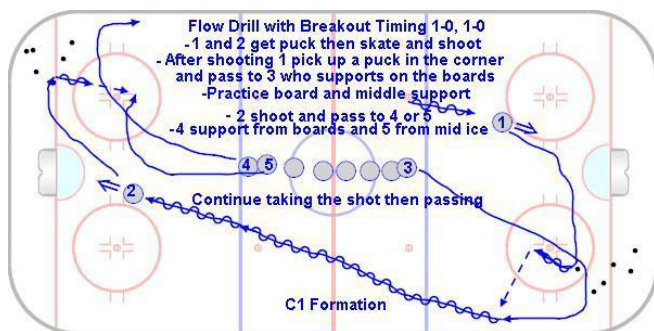 Flow Drill with Breakout Timing 1-0, 1-0
-1 and 2 get puck then skate and shoot
- After shooting 1 pick up a puck in the corner
and pass to 3 who supports on the boards
-Practice board and middle support
- 2 shoot and pass to 4 or 5
-4 support from boards and 5 from mid ice
1
4 5 3
2
Continue taking the shot then passing
C1 Formation